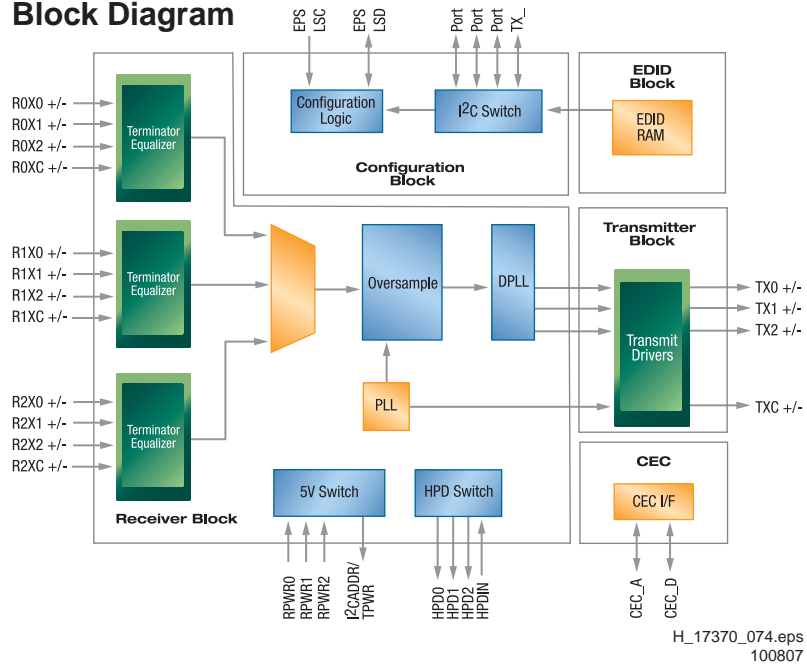 Block Diagram
EPS
LSC
EPS
LSD
Port
Port
Port
TX_
EDID
Block
R0X0 +/-
R0X1 +/-
R0X2 +/-
R0XC +/-
Terminator
Equalizer
Configuration
Logic
I2C Switch
EDID
RAM
Configuration
Block
Transmitter
Block
R1X0 +/-
R1X1 +/-
R1X2 +/-
R1XC +/-
Terminator
Equalizer
Oversample
DPLL
Transmit
Drivers
TX0 +/-
TX1 +/-
TX2 +/-
TXC +/-
PLL
R2X0 +/-
R2X1 +/-
R2X2 +/-
R2XC +/-
Terminator
Equalizer
Receiver Block
5V Switch
HPD Switch
CEC
CEC I/F
RPWR0
RPWR1
RPWR2
I2CADDR/
TPWR
HPD0
HPD1
HPD2
HPDIN
CEC_A
CEC_D
H_17370_074.eps
100807